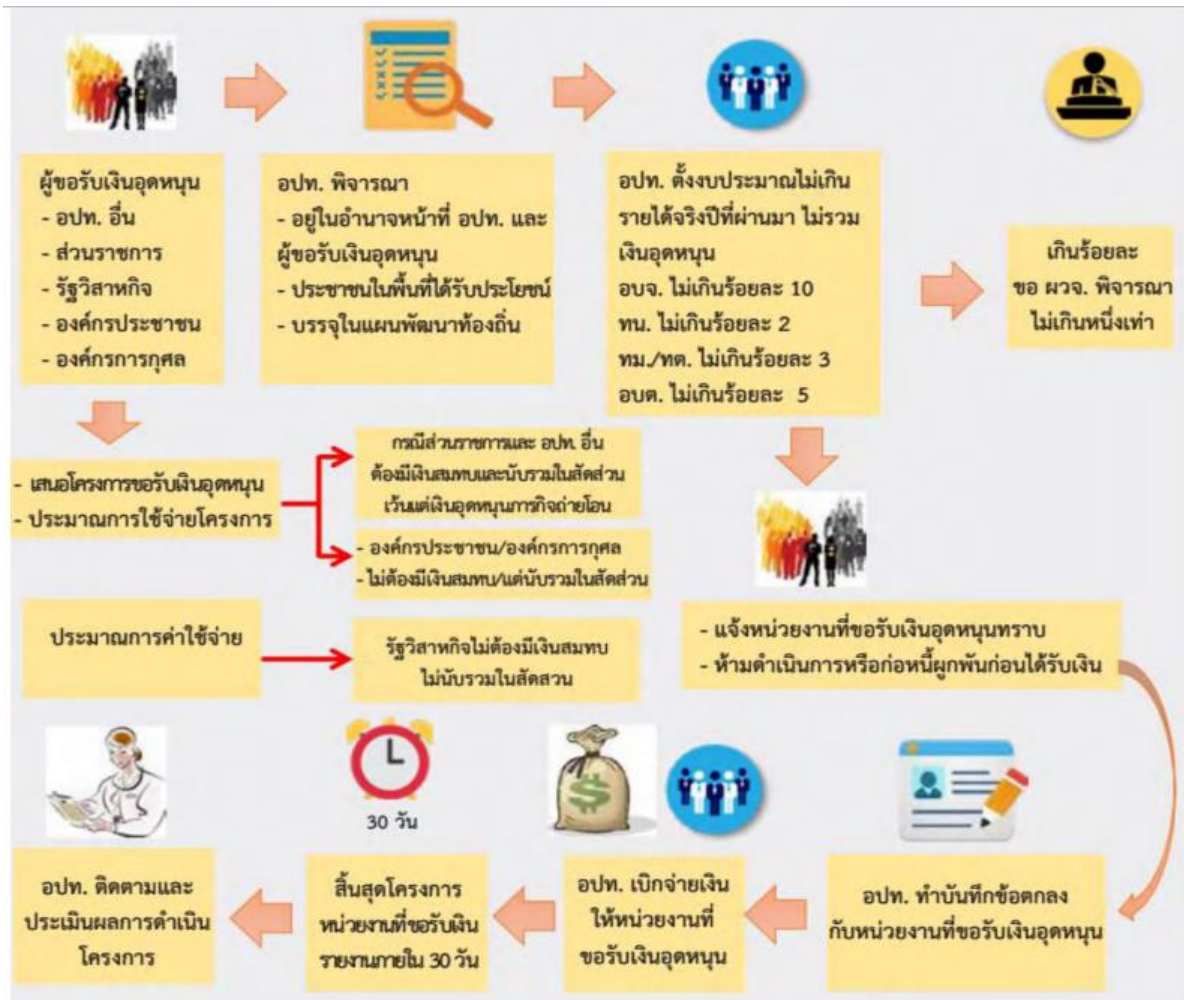 ผู้ขอรับเงินอุดหนุน
- อปท. อื่น
- ส่วนราชการ
- รัฐวิสาหกิจ
- องค์กรประชาชน
- องค์กรการกุศล
อปท. พิจารณา
- อยู่ในอำนาจหน้าที่ อปท. และ
ผู้ขอรับเงินอุดหนุน
- ประชาชนในพื้นที่ได้รับประโยชน์
- บรรจุในแผนพัฒนาท้องถิ่น
อปท. ตั้งงบประมาณไม่เกิน
รายได้จริงปีที่ผ่านมา ไม่รวม
เงินอุดหนุน
อบจ. ไม่เกินร้อยละ 10
ทน. ไม่เกินร้อยละ 2
ทม./ทต. ไม่เกินร้อยละ 3
อบต. ไม่เกินร้อยละ 5
เกินร้อยละ
ขอ ผวจ. พิจารณา
ไม่เกินหนึ่งเท่า
- เสนอโครงการขอรับเงินอุดหนุน
- ประมาณการใช้จ่ายโครงการ
กรณีส่วนราชการและ อปท. อื่น
ต้องมีเงินสมทบและนับรวมในสัดส่วน
เว้นแต่เงินอุดหนุนภารกิจถ่ายโอน
- องค์กรประชาชน/องค์กรการกุศล
- ไม่ต้องมีเงินสมทบ/แต่นับรวมในสัดส่วน
ประมาณการค่าใช้จ่าย
รัฐวิสาหกิจไม่ต้องมีเงินสมทบ
ไม่นับรวมในสัดสวน
- แจ้งหน่วยงานที่ขอรับเงินอุดหนุนทราบ
- ห้ามดำเนินการหรือก่อหนี้ผูกพันก่อนได้รับเงิน
อปท. ทำบันทึกข้อตกลง
กับหน่วยงานที่ขอรับเงินอุดหนุน
อปท. เบิกจ่ายเงิน
ให้หน่วยงานที่
ขอรับเงินอุดหนุน
30 วัน
สิ้นสุดโครงการ
หน่วยงานที่ขอรับเงิน
รายงานภายใน 30 วัน
อปท. ติดตามและ
ประเมินผลการดำเนิน
โครงการ